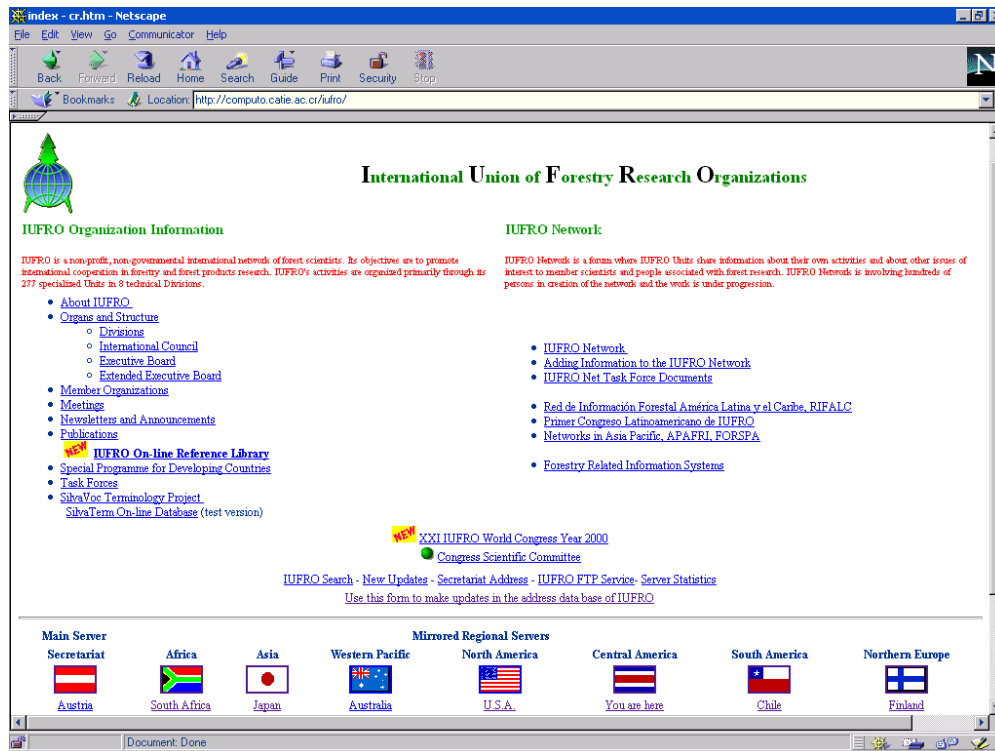 index - cr.htm - Netscape
File Edit View Go Communicator Help
Back Forward Reload Home Search Guide Print Security Stop
N
Bookmarks Location: http://computo.catie.ac.cr/iufro/
International Union of Forestry Research Organizations
IUFRO Organization Information
IUFRO is a non-profit, non-governmental international network of forest scientists. Its objectives are to promote
international cooperation in forestry and forest products research. IUFRO's activities are organized primarily through its
277 specialized Units in 8 technical Divisions.
About IUFRO
Organs and Structure
Divisions
International Council
Executive Board
Extended Executive Board
Member Organizations
Meetings
Newsletters and Announcements
Publications
NEW IUFRO On-line Reference Library
Special Programme for Developing Countries
Task Forces
SilvaVoc Terminology Project
SilvaTerm On-line Database (test version)
IUFRO Network
IUFRO Network is a forum where IUFRO Units share information about their own activities and about other issues of
interest to member scientists and people associated with forest research. IUFRO Network is involving hundreds of
persons in creation of the network and the work is under progression.
IUFRO Network
Adding Information to the IUFRO Network
IUFRO Net Task Force Documents
Red de Información Forestal América Latina y el Caribe, RIFALC
Primer Congreso Latinoamericano de IUFRO
Networks in Asia Pacific, APAFRI, FORSPA
Forestry Related Information Systems
NEW XXI IUFRO World Congress Year 2000
Congress Scientific Committee
IUFRO Search - New Updates - Secretariat Address - IUFRO FTP Service- Server Statistics
Use this form to make updates in the address data base of IUFRO
Main Server Mirrored Regional Servers
Secretariat Africa Asia Western Pacific North America Central America South America Northern Europe
Austria South Africa Japan Australia U.S.A. You are here Chile Finland
Document: Done